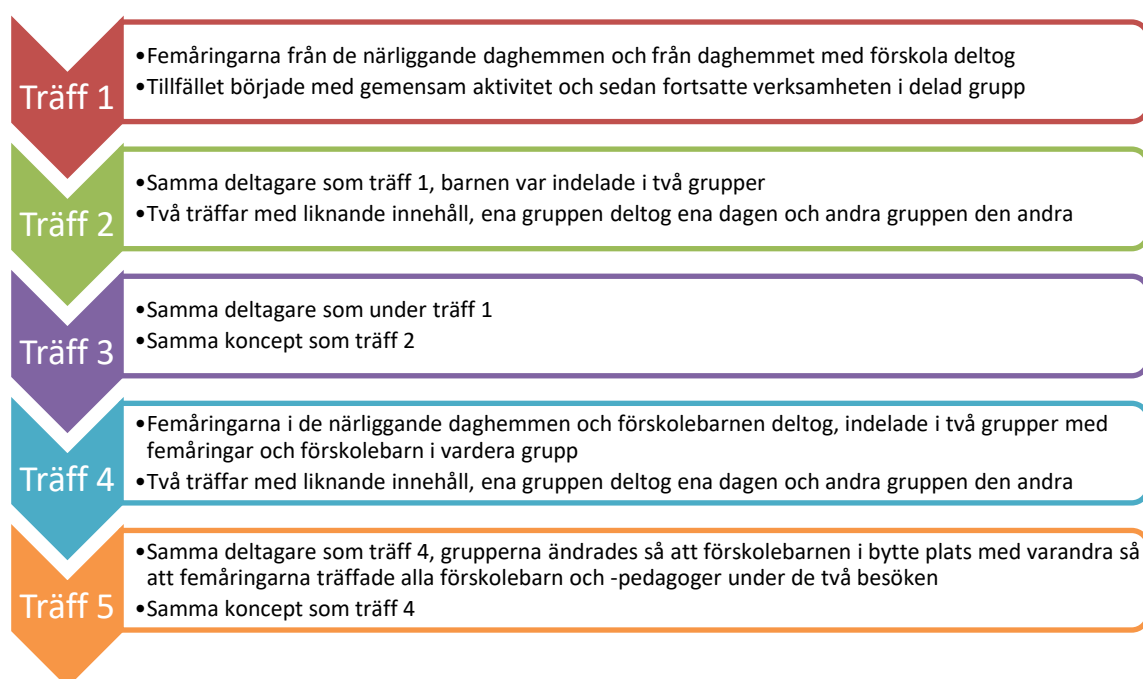 Träff 1
•Femåringarna från de närliggande daghemmen och från daghemmet med förskola deltog
•Tillfället började med gemensam aktivitet och sedan fortsatte verksamheten i delad grupp
Träff 2
•Samma deltagare som träff 1, barnen var indelade i två grupper
•Två träffar med liknande innehåll, ena gruppen deltog ena dagen och andra gruppen den andra
Träff 3
•Samma deltagare som under träff 1
•Samma koncept som träff 2
Träff 4
•Femåringarna i de närliggande daghemmen och förskolebarnen deltog, indelade i två grupper med
femåringar och förskolebarn i vardera grupp
•Två träffar med liknande innehåll, ena gruppen deltog ena dagen och andra gruppen den andra
Träff 5
•Samma deltagare som träff 4, grupperna ändrades så att förskolebarnen i bytte plats med varandra så
att femåringarna träffade alla förskolebarn och -pedagoger under de två besöken
•Samma koncept som träff 4